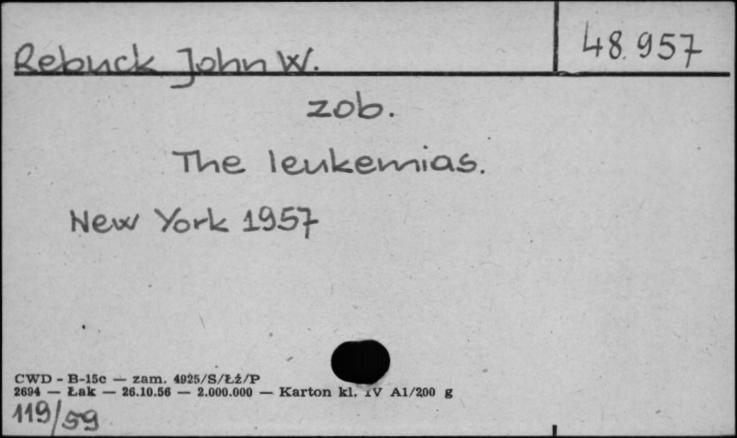 Rebuck John W. 48.957
zob.
The leukemias.
New York 1957
CWD - B-15c — zam. 4925/S/Łź/P
2694 — Łak — 26.10.56 — 2.000.000 — Karton kl. IV A1/200 g
119/59